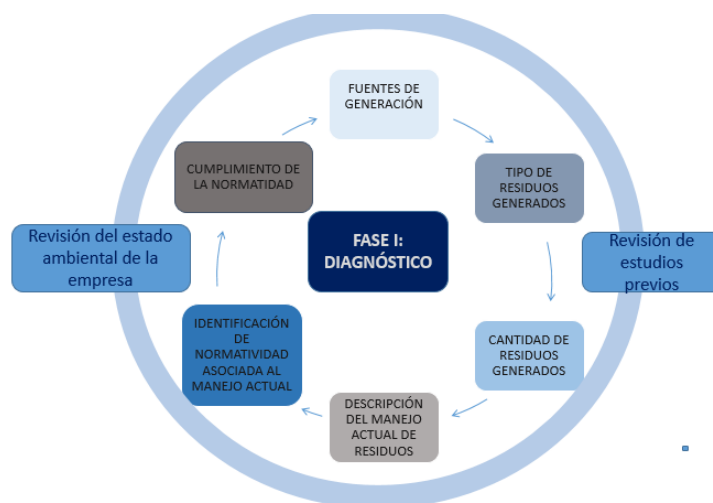 FUENTES DE
GENERACIÓN
TIPO DE
RESIDUOS
GENERADOS
CANTIDAD DE
RESIDUOS
GENERADOS
DESCRIPCIÓN
DEL MANEJO
ACTUAL DE
RESIDUOS
IDENTIFICACIÓN
DE
NORMATIVIDAD
ASOCIADA AL
MANEJO ACTUAL
CUMPLIMIENTO DE
LA NORMATIDAD
FASE I:
DIAGNÓSTICO
Revisión del estado
ambiental de la
empresa
Revisión de
estudios
previos